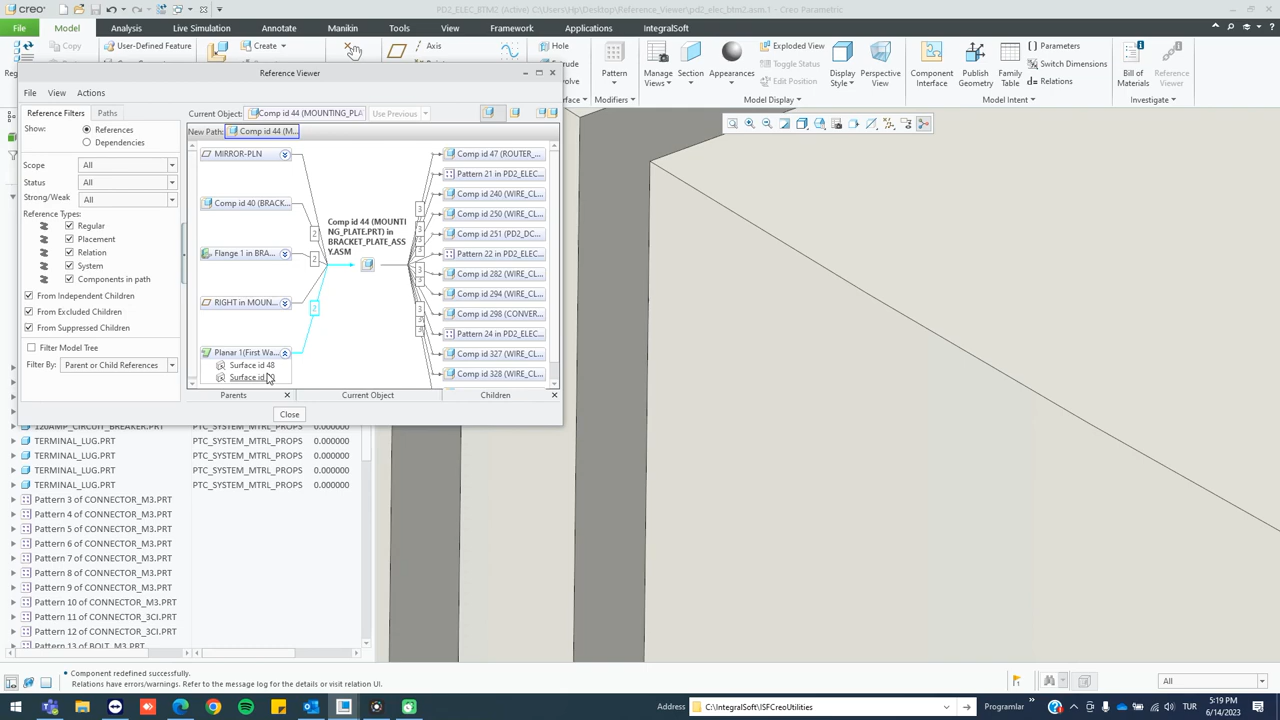 creo
PD2_ELEC_BTM2 (Active) C:\Users\Hp\Desktop\Reference_Viewer\pd2_elec_btm2.asm.1 - Creo Parametric
File Model Analysis Live Simulation Annotate Manikin Tools View Framework Applications IntegralSoft
Copy User-Defined Feature Create Axis Hole
Pattern
Modifiers
Manage Views
Section
Appearances
Exploded View
Toggle Status
Edit Position
Display Style
Perspective View
Model Display
Component Interface
Publish Geometry
Family Table
Parameters
Switch Dimensions
Relations
Model Intent
Bill of Materials
Reference Viewer
Investigate
Reference Viewer
File View Actions
Reference Filters Paths
Show: References
Dependencies
Scope All
Status All
Strong/Weak All
Reference Types:
Regular
Placement
Relation
System
Components in path
From Independent Children
From Excluded Children
From Suppressed Children
Filter Model Tree
Filter By: Parent or Child References
Current Object: Comp id 44 (MOUNTING_PLA Use Previous
New Path: Comp id 44 (M...
MIRROR-PLN
Comp id 40 (BRACK...
Flange 1 in BRA...
RIGHT in MOUN...
Planar 1(First Wa...
Surface id 48
2
2
2
Comp id 44 (MOUNTI
NG_PLATE.PRT) in
BRACKET_PLATE_ASS
Y.ASM
Comp id 47 (ROUTER_...
Pattern 21 in PD2_ELEC...
Comp id 240 (WIRE_CL...
Comp id 250 (WIRE_CL...
Comp id 251 (PD2_DC...
Pattern 22 in PD2_ELEC...
Comp id 282 (WIRE_CL...
Comp id 294 (WIRE_CL...
Comp id 298 (CONVER...
Pattern 24 in PD2_ELEC...
Comp id 327 (WIRE_CL...
Comp id 328 (WIRE_CL...
Parents Current Object Children
Close
120AMP_CIRCUIT_BREAKER.PRT PTC_SYSTEM_MTRL_PROPS 0.000000
TERMINAL_LUG.PRT PTC_SYSTEM_MTRL_PROPS 0.000000
TERMINAL_LUG.PRT PTC_SYSTEM_MTRL_PROPS 0.000000
TERMINAL_LUG.PRT PTC_SYSTEM_MTRL_PROPS 0.000000
TERMINAL_LUG.PRT PTC_SYSTEM_MTRL_PROPS 0.000000
Pattern 3 of CONNECTOR_M3.PRT
Pattern 4 of CONNECTOR_M3.PRT
Pattern 5 of CONNECTOR_M3.PRT
Pattern 6 of CONNECTOR_M3.PRT
Pattern 7 of CONNECTOR_M3.PRT
Pattern 8 of CONNECTOR_M3.PRT
Pattern 9 of CONNECTOR_M3.PRT
Pattern 10 of CONNECTOR_M3.PRT
Pattern 11 of CONNECTOR_3CI.PRT
Pattern 12 of CONNECTOR_3CI.PRT
Pattern 13 of BOLT_M3.PRT
Component redefined successfully.
Relations have errors/warnings. Refer to the message log for the details or visit relation UI.
All
Address C:\IntegralSoft\ISFCreoUtilities
Programlar
TUR
5:19 PM
6/14/2023